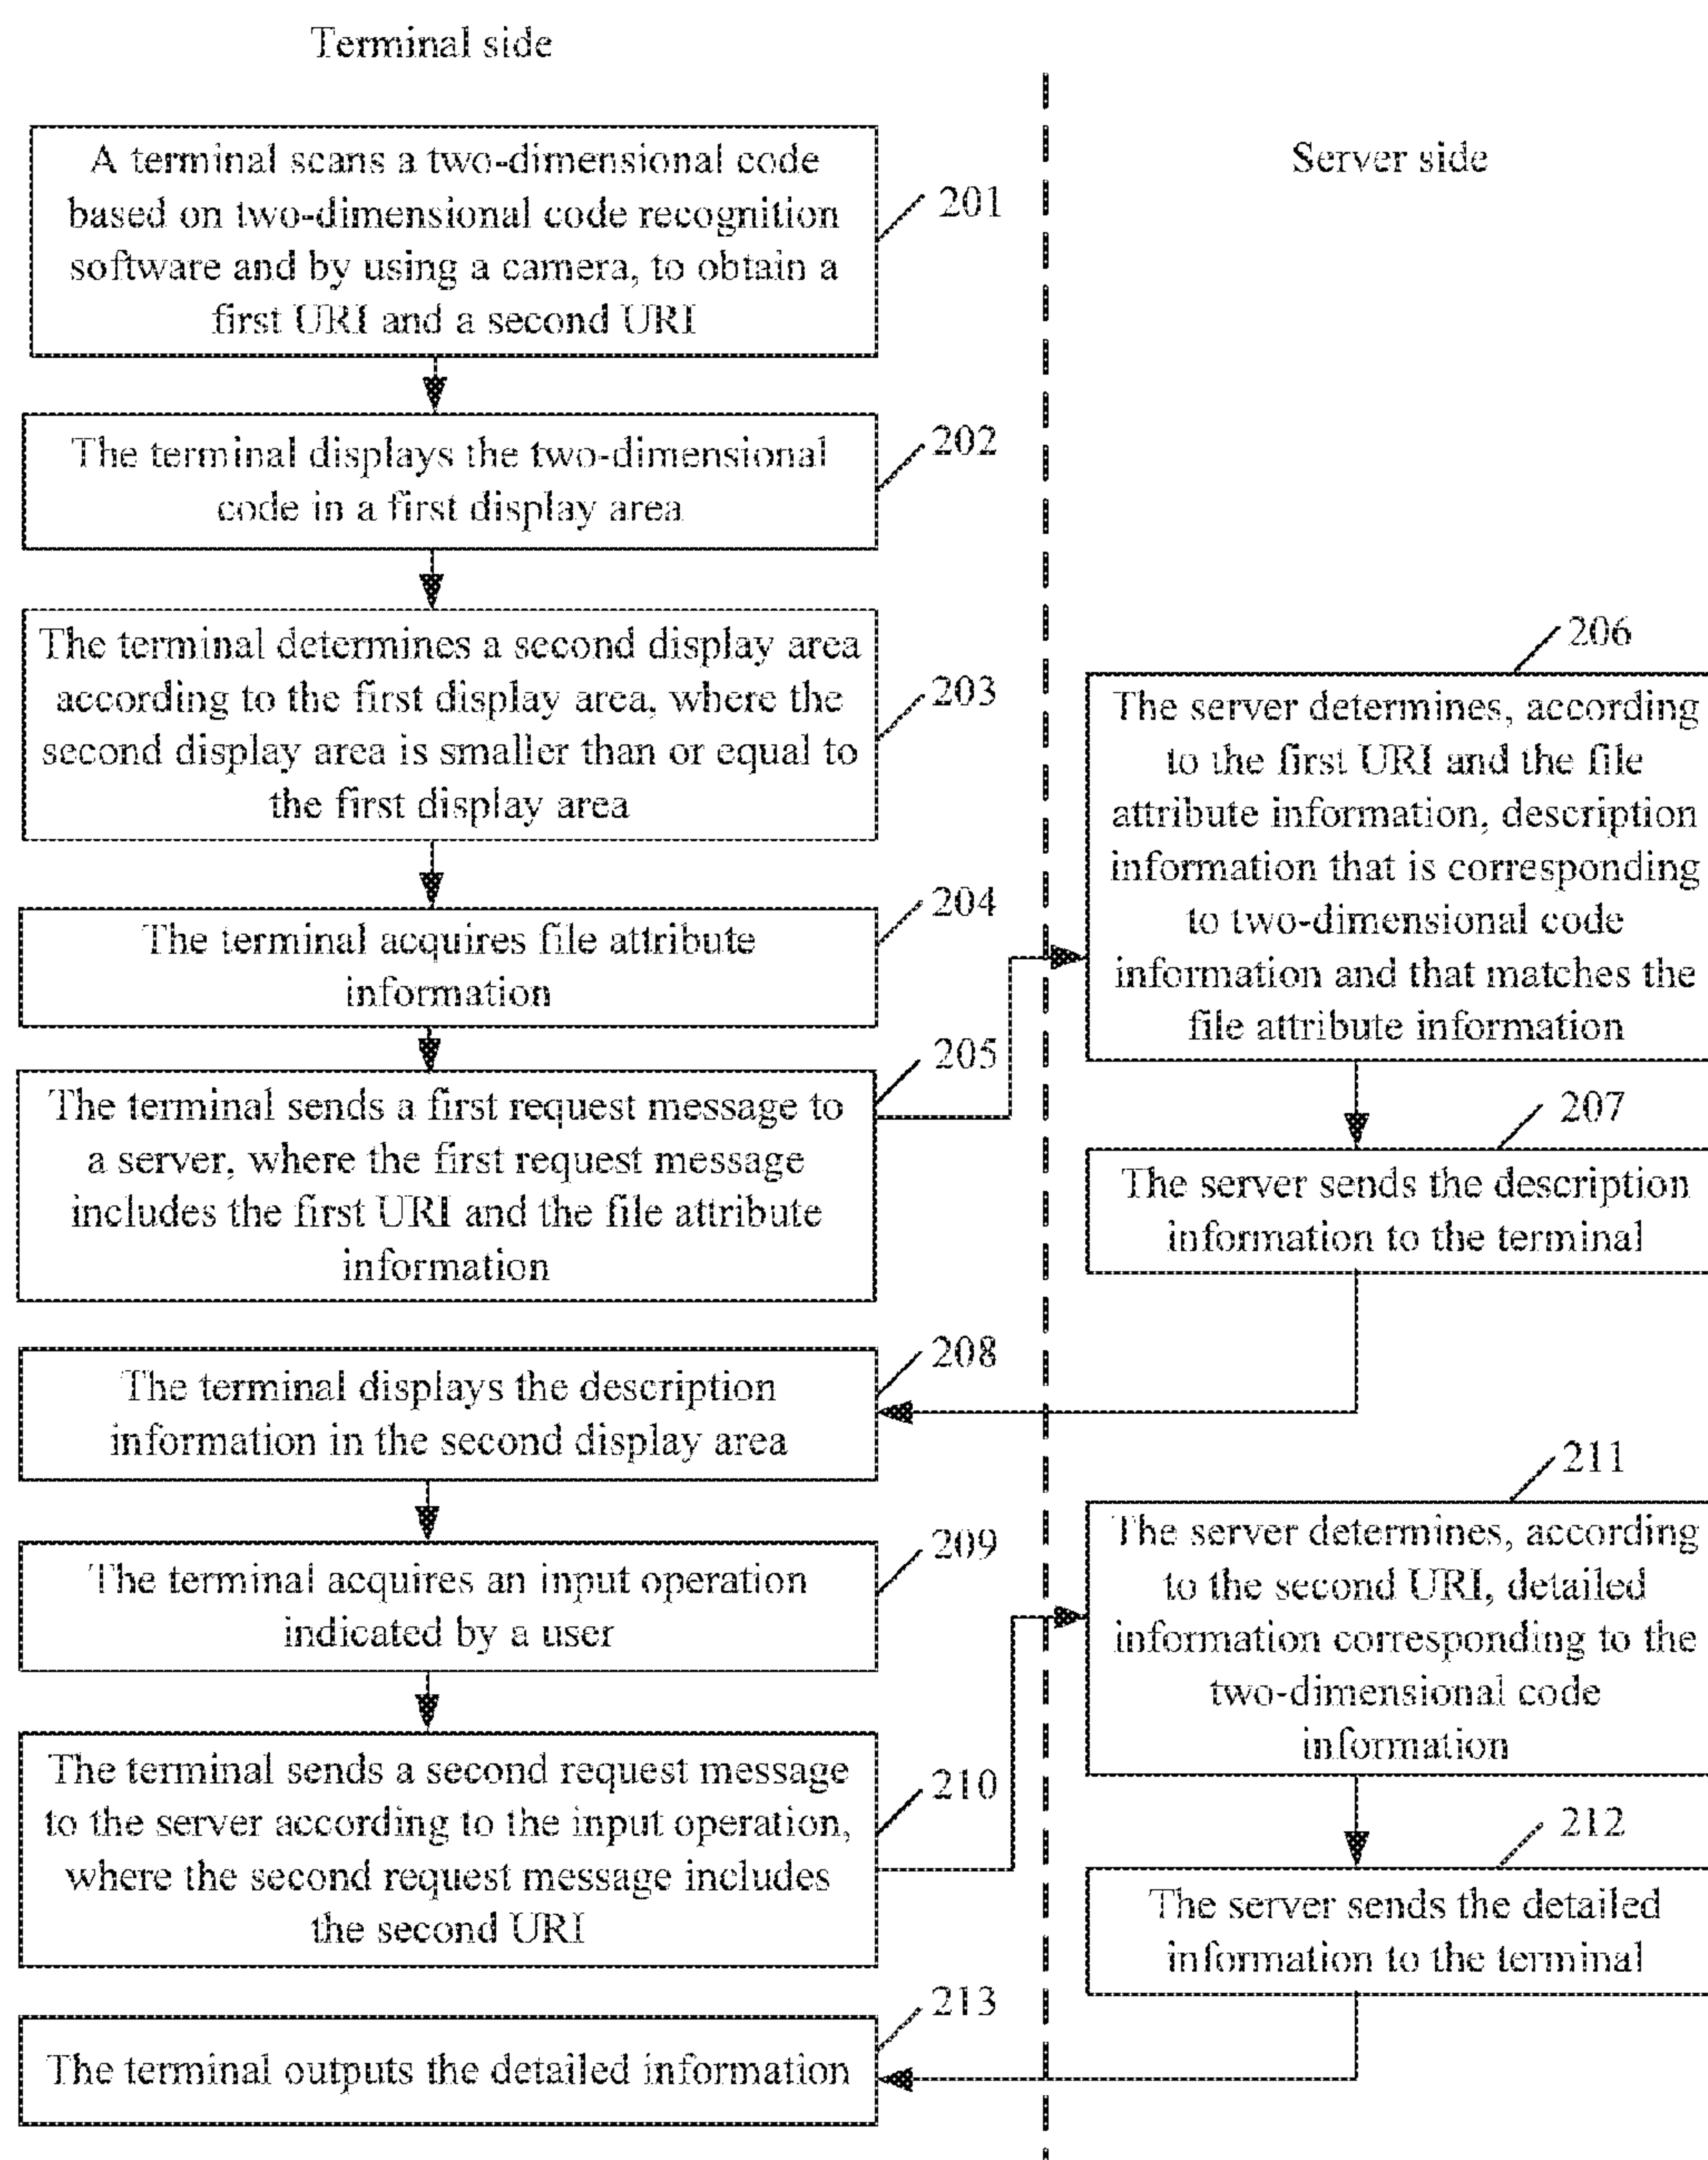 Terminal side
Server side
A terminal scans a two-dimensional code
based on two-dimensional code recognition
software and by using a camera, to obtain a
first URI and a second URI
201
The terminal displays the two-dimensional
code in a first display area
202
The terminal determines a second display area
according to the first display area, where the
second display area is smaller than or equal to
the first display area
203
The terminal acquires file attribute
information
204
The terminal sends a first request message to
a server, where the first request message
includes the first URI and the file attribute
information
205
206
The server determines, according
to the first URI and the file
attribute information, description
information that is corresponding
to two-dimensional code
information and that matches the
file attribute information
207
The server sends the description
information to the terminal
208
The terminal displays the description
information in the second display area
209
The terminal acquires an input operation
indicated by a user
210
The terminal sends a second request message
to the server according to the input operation,
where the second request message includes
the second URI
211
The server determines, according
to the second URI, detailed
information corresponding to the
two-dimensional code
information
212
The server sends the detailed
information to the terminal
213
The terminal outputs the detailed information